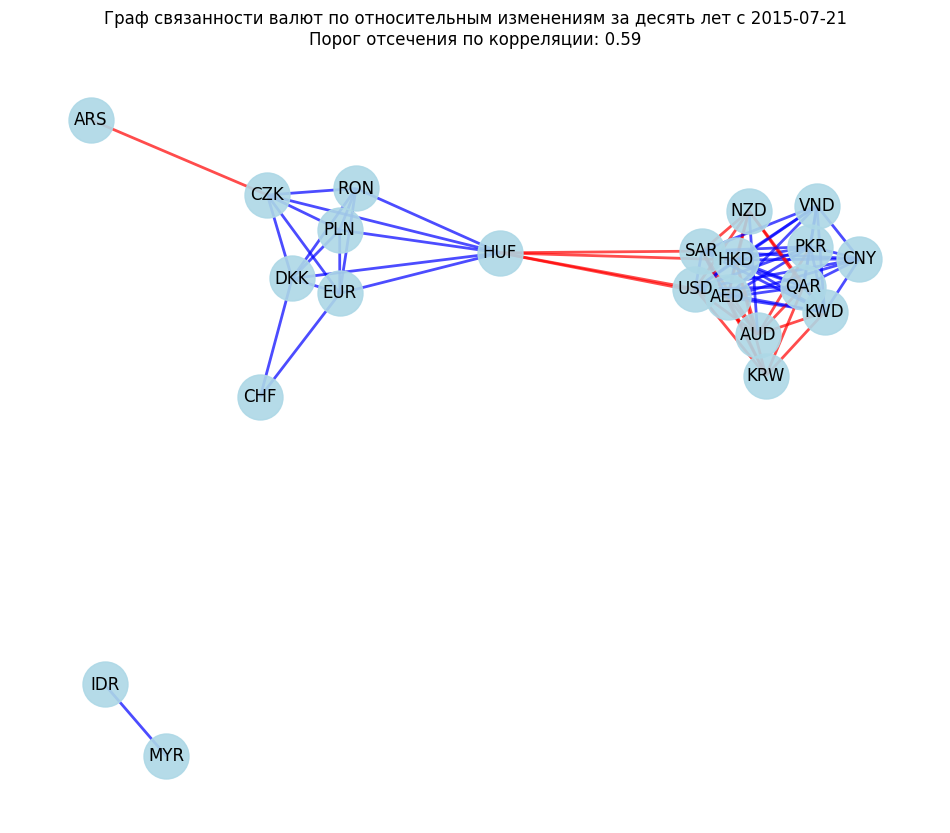 Граф связанности валют по относительным изменениям за десять лет с 2015-07-21
Порог отсечения по корреляции: 0.59
ARS
CZK
RON
PLN
DKK
EUR
HUF
CHF
NZD
VND
SAR
HKD
PKR
CNY
USD
AED
QAR
KWD
AUD
KRW
IDR
MYR